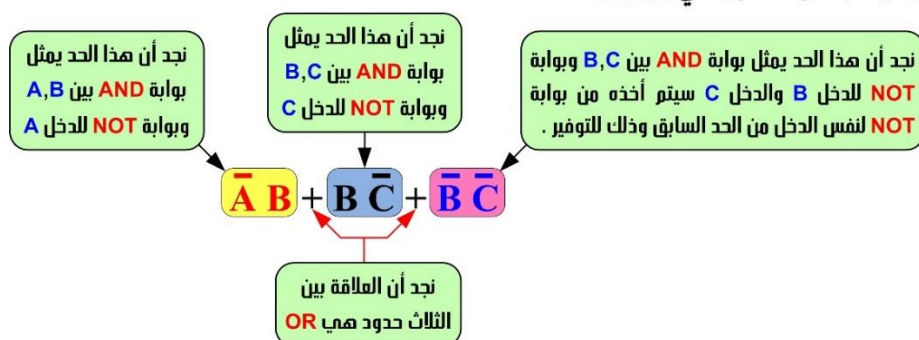 نجد أن هذا الحد يمثل
بوابة AND بين B,C
وبوابة NOT للدخل C
نجد أن هذا الحد يمثل
بوابة AND بين A,B
وبوابة NOT للدخل A
نجد أن هذا الحد يمثل بوابة AND بين B,C وبوابة
NOT للدخل B والدخل C سيتم أخذه من بوابة
NOT لنفس الدخل من الحد السابق وذلك للتوفير .
A̅ B + B C̅ + B̅ C̅
نجد أن العلاقة بين
الثلاث حدود هي OR